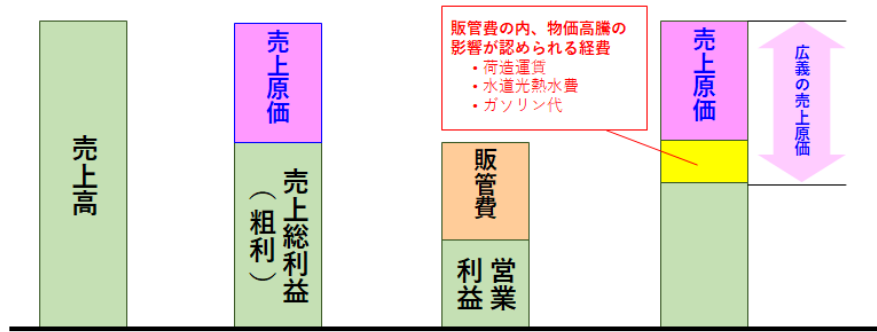 売上高
売上原価
売上総利益
（粗利）
販管費
営業
利益
販管費の内、物価高騰の
影響が認められる経費
・荷造運賃
・水道光熱水費
・ガソリン代
売上原価
広義の売上原価